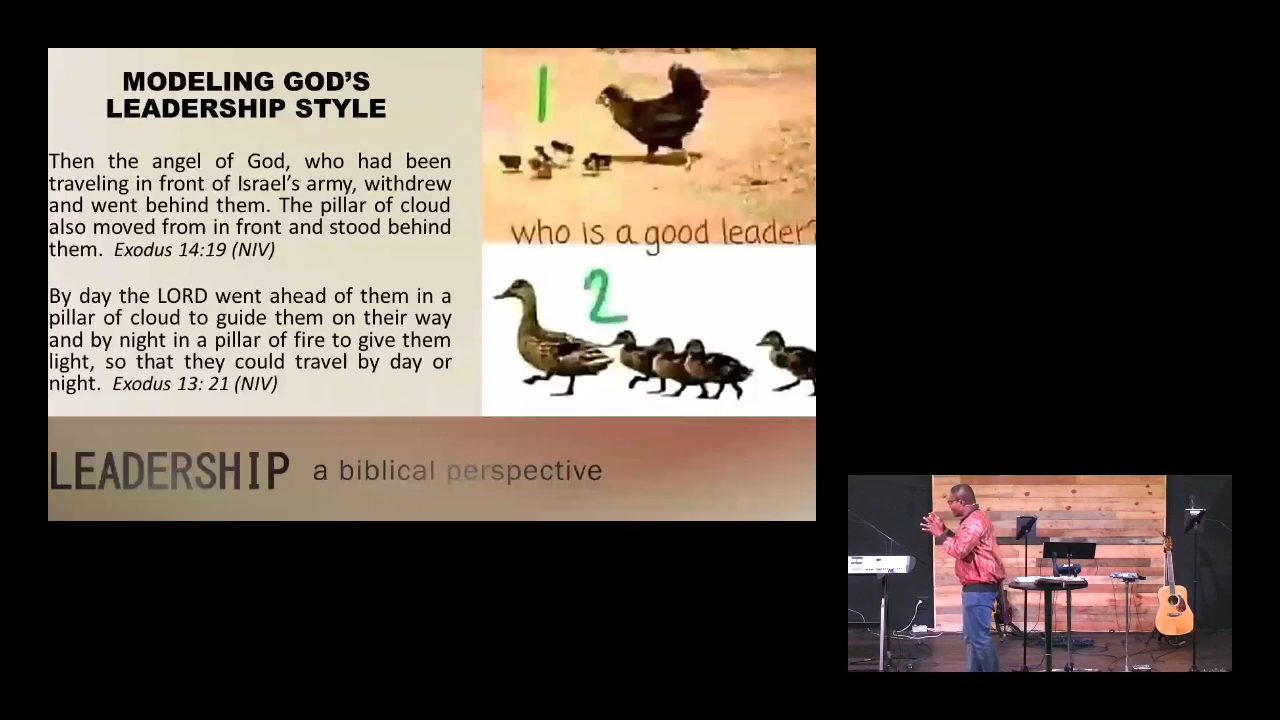 MODELING GOD'S
LEADERSHIP STYLE
Then the angel of God, who had been
traveling in front of Israel's army, withdrew
and went behind them. The pillar of cloud
also moved from in front and stood behind
them. Exodus 14:19 (NIV)
By day the LORD went ahead of them in a
pillar of cloud to guide them on their way
and by night in a pillar of fire to give them
light, so that they could travel by day or
night. Exodus 13: 21 (NIV)
1
who is a good leader?
2
LEADERSHIP a biblical perspective